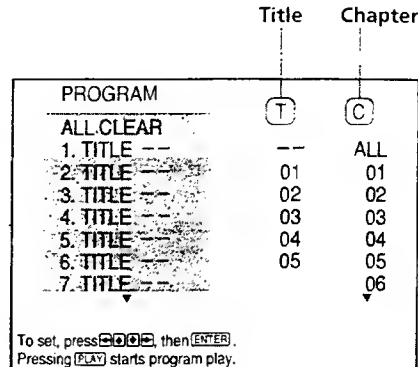 Title Chapter
PROGRAM
T C
ALL CLEAR
1. TITLE -- -- ALL
2. TITLE -- 01 01
3. TITLE -- 02 02
4. TITLE -- 03 03
5. TITLE -- 04 04
6. TITLE -- 05 05
7. TITLE -- 06
To set, press ←↑↓→, then ENTER.
Pressing PLAY starts program play.